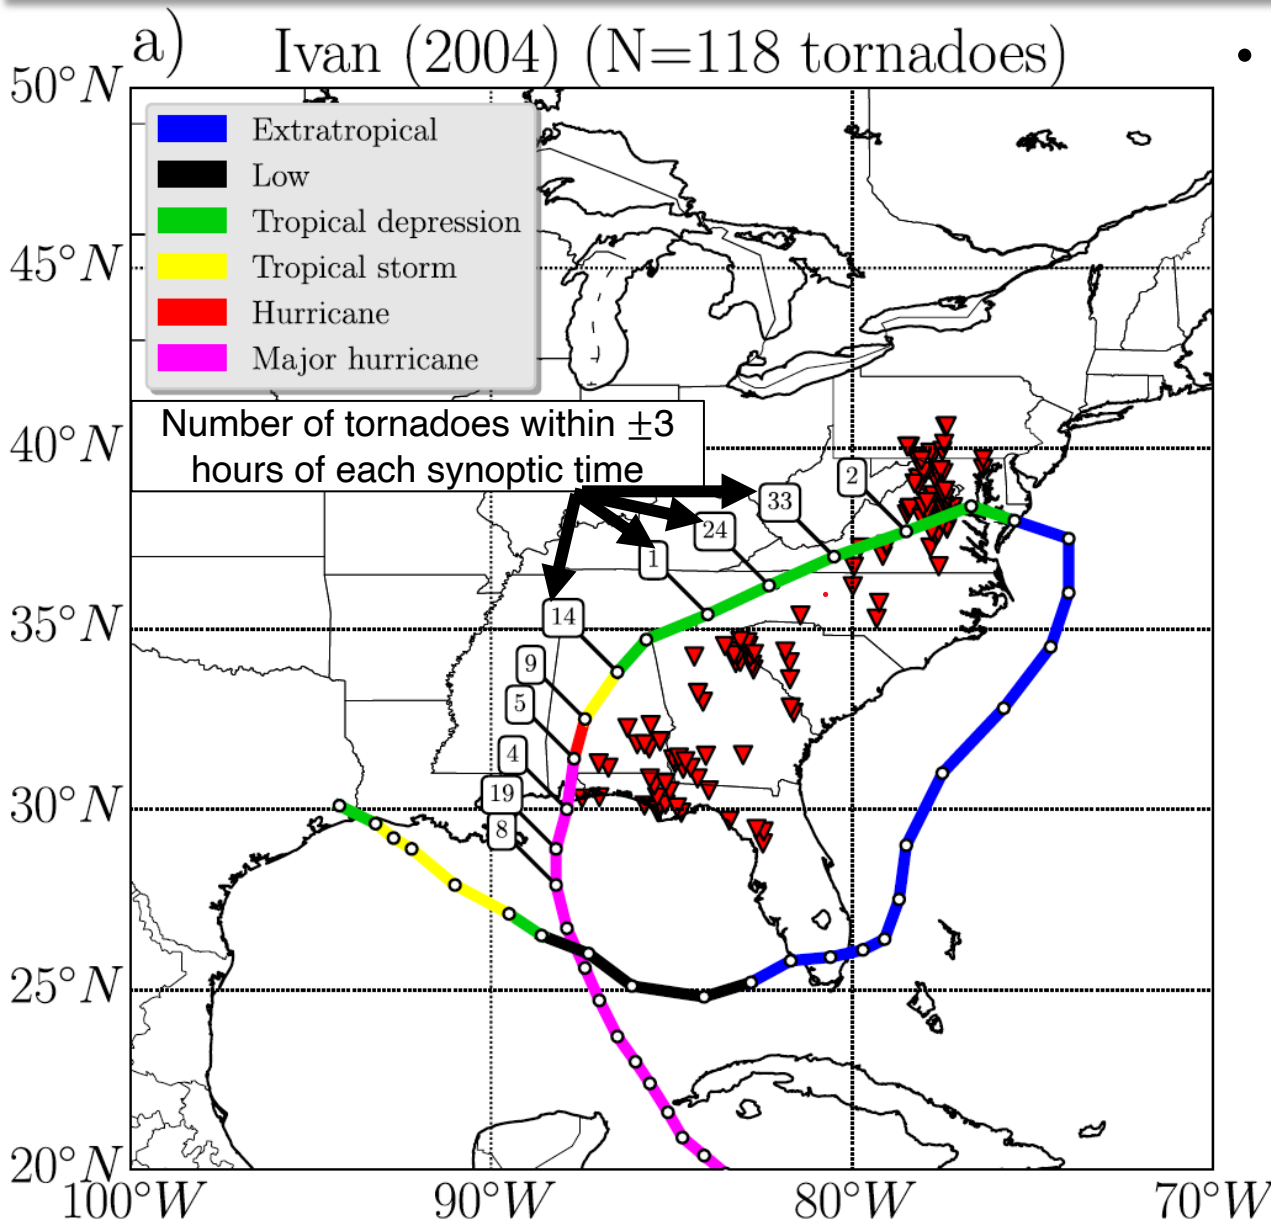 a)
Ivan (2004) (N=118 tornadoes)
•
50°N
Extratropical
Low
Tropical depression
45°N
Tropical storm
Hurricane
Major hurricane
Number of tornadoes within ±3
hours of each synoptic time
40°N
2
33
24
1
14
35°N
9
5
4
19
30°N
8
25°N
20°N
100°W
90°W
80°W
70°W